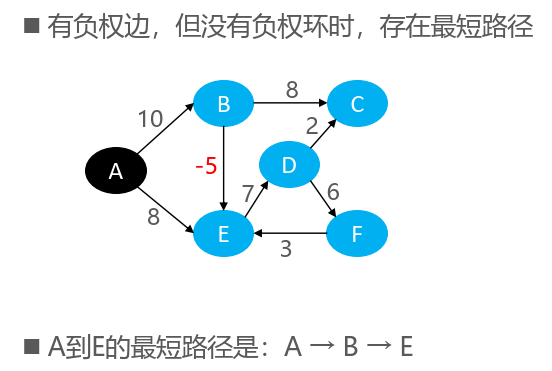 ■ 有负权边，但没有负权环时，存在最短路径
B 8 C
10 2
A -5 D
7 6
8 E 3 F
■ A到E的最短路径是：A → B → E